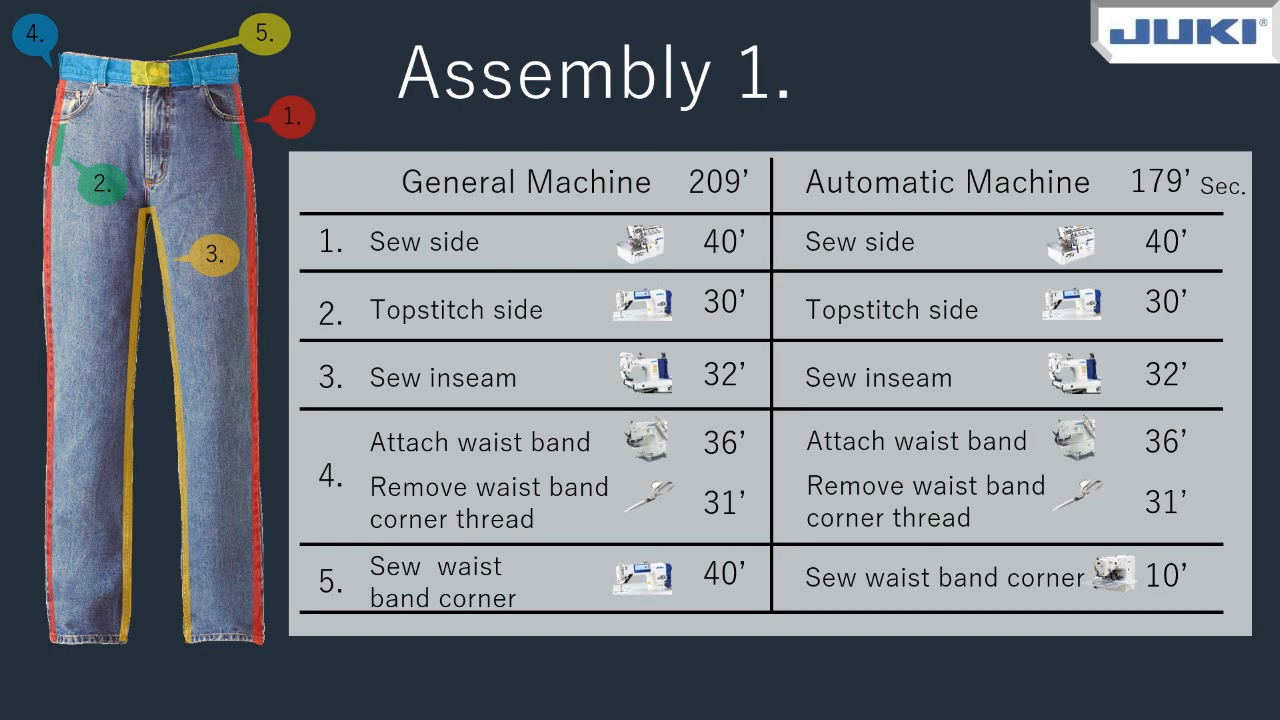 4.
5.
JUKI®
Assembly 1.
1.
2.
3.
General Machine 209’ Automatic Machine 179’ Sec.
1. Sew side 40’ Sew side 40’
2. Topstitch side 30’ Topstitch side 30’
3. Sew inseam 32’ Sew inseam 32’
4.
Attach waist band 36’ Attach waist band 36’
Remove waist band
corner thread 31’
Remove waist band
corner thread 31’
5. Sew waist
band corner 40’
Sew waist band corner 10’